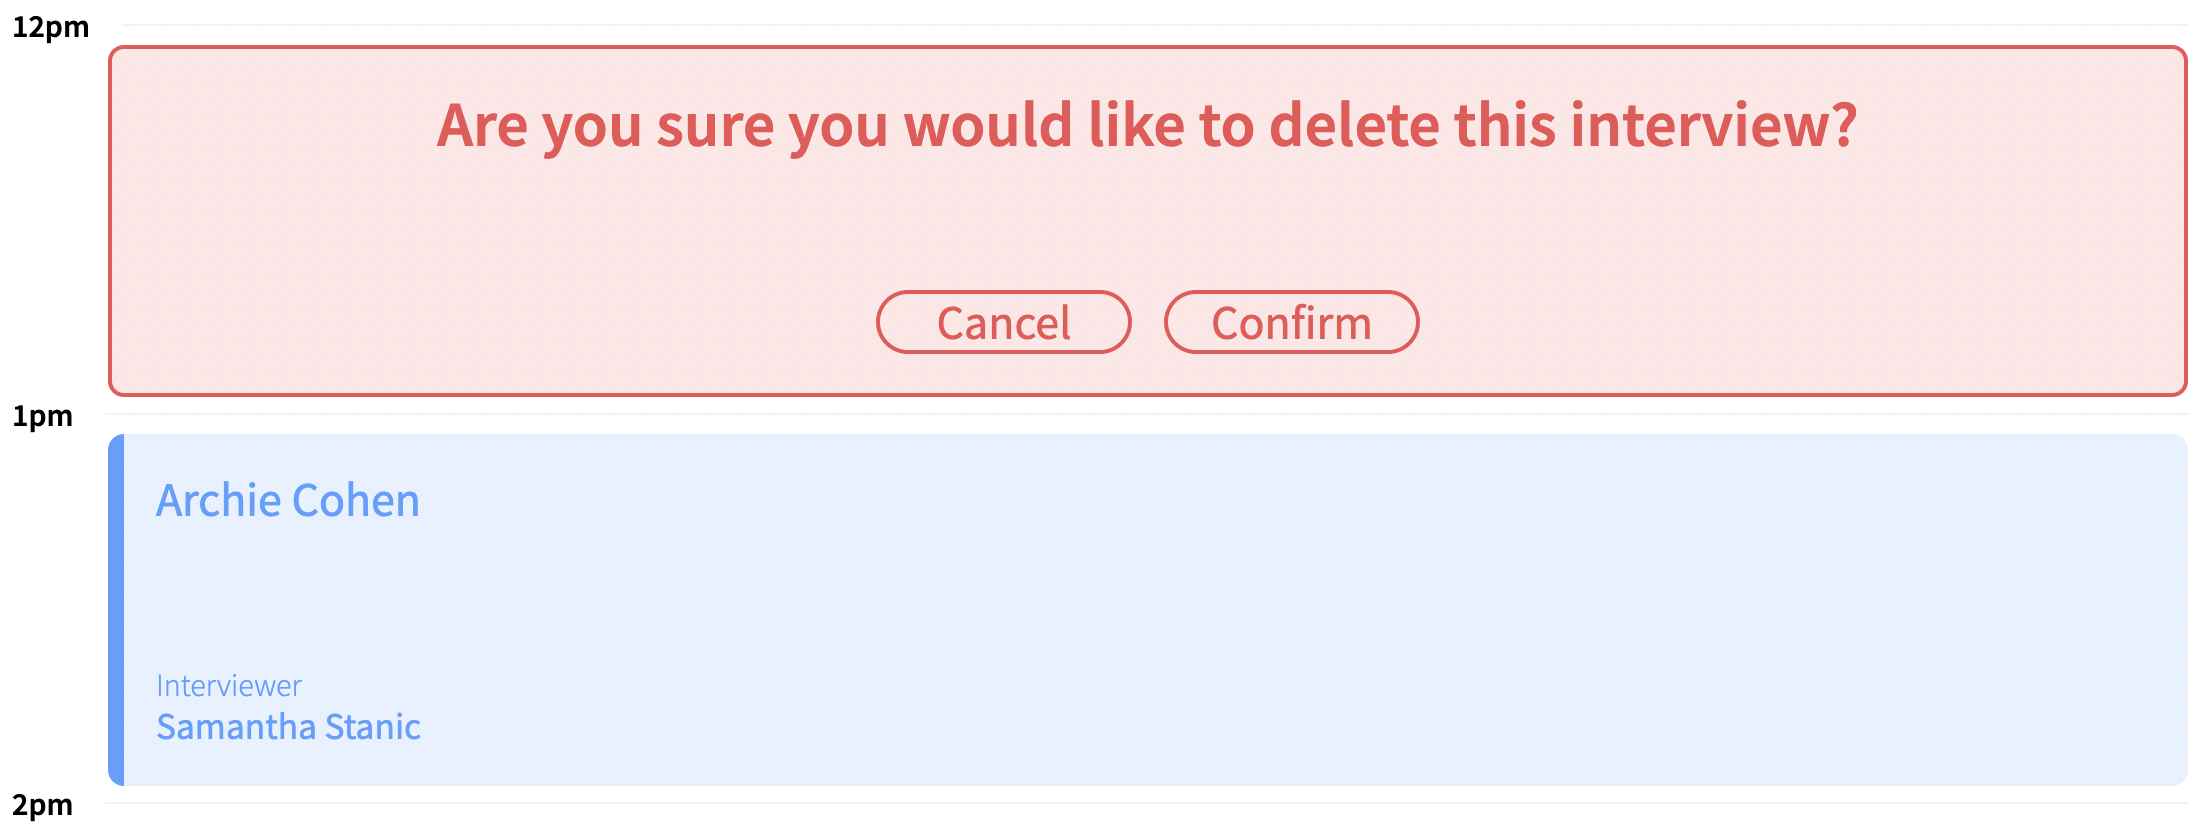 12pm
Are you sure you would like to delete this interview?
Cancel Confirm
1pm
Archie Cohen
Interviewer
Samantha Stanic
2pm